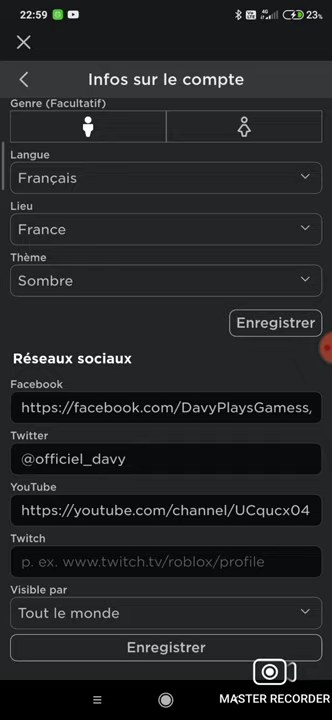 22:59
23%
Infos sur le compte
Genre (Facultatif)
Langue
Français
Lieu
France
Thème
Sombre
Enregistrer
Réseaux sociaux
Facebook
https://facebook.com/DavyPlaysGamess/
Twitter
@officiel_davy
YouTube
https://youtube.com/channel/UCqucx04
Twitch
p. ex. www.twitch.tv/roblox/profile
Visible par
Tout le monde
Enregistrer
MASTER RECORDER